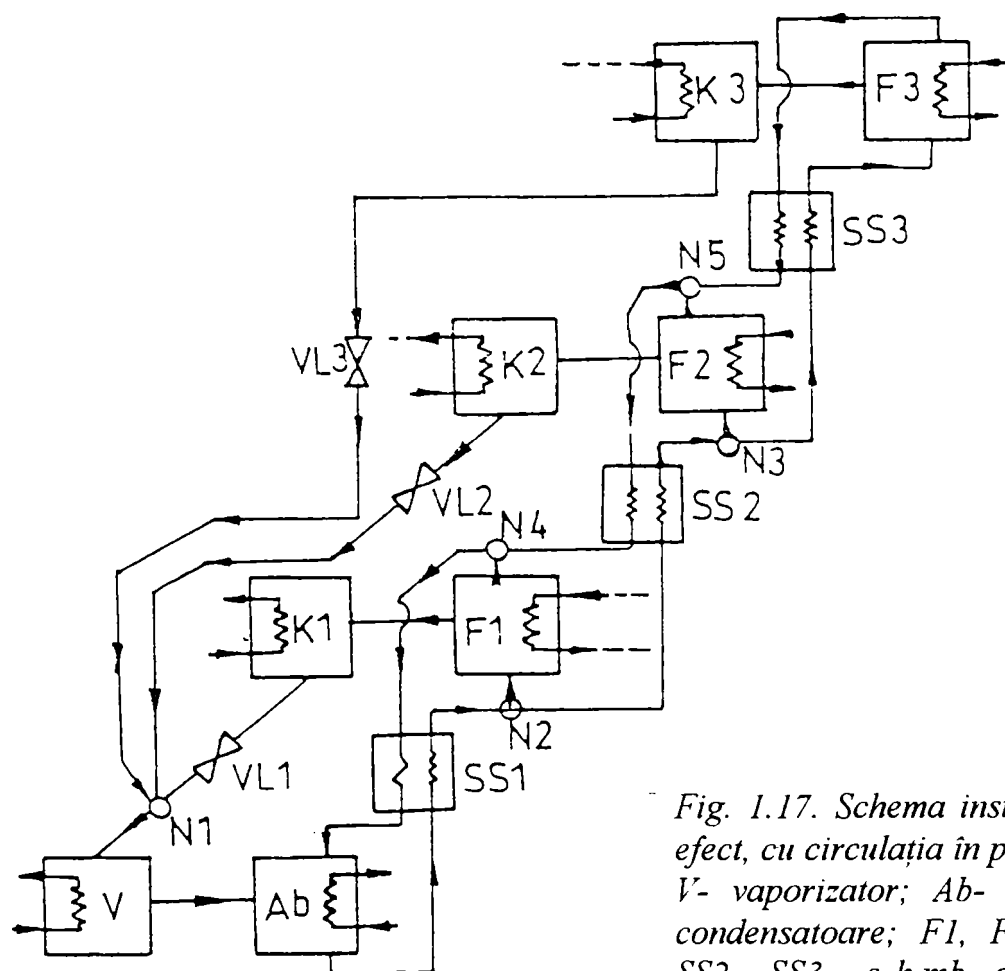 K3
F3
SS3
N5
VL3
K2
F2
N3
VL2
SS2
N4
K1
F1
N2
VL1
SS1
N1
V
Ab
Fig. 1.17. Schema
efect, cu circulația în
V- vaporizator; Ab-
condensatoare; F1,